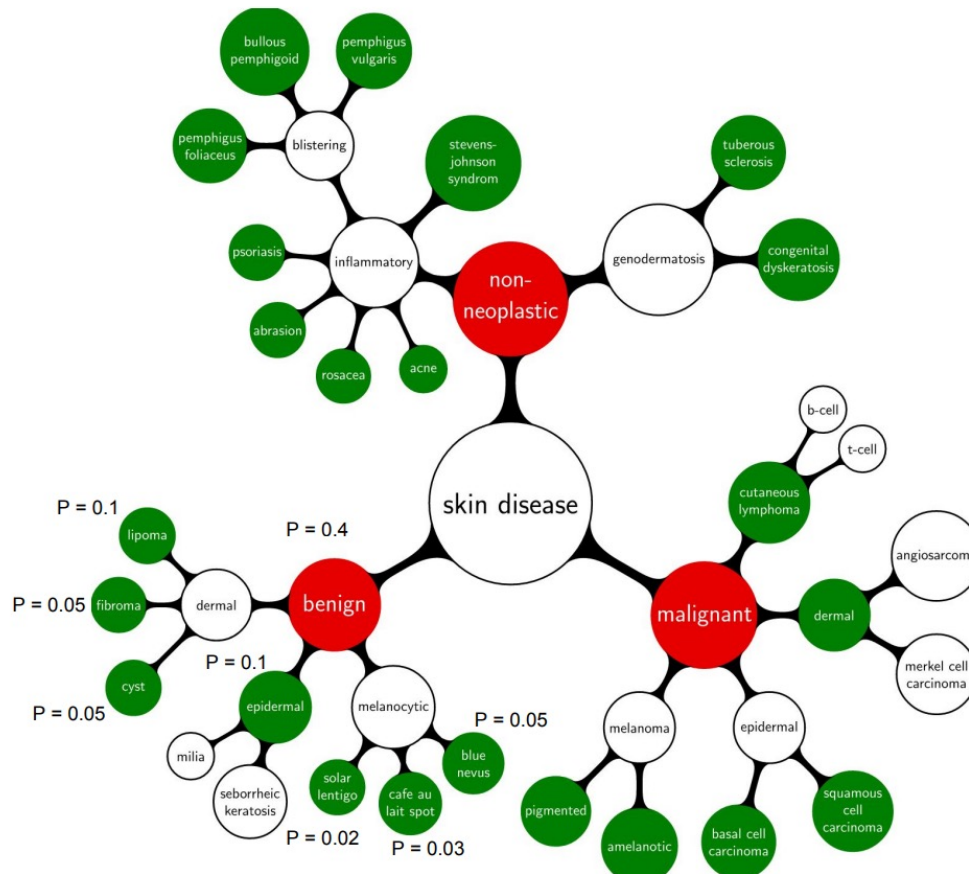 bullous
pemphigoid
pemphigus
vulgaris
pemphigus
foliaceus
blistering
stevens-
johnson
syndrom
tuberous
sclerosis
psoriasis
inflammatory
non-
neoplastic
genodermatosis
congenital
dyskeratosis
abrasion
rosacea
acne
b-cell
t-cell
skin disease
cutaneous
lymphoma
P = 0.1
P = 0.4
lipoma
angiosarcom
P = 0.05
fibroma
dermal
benign
malignant
dermal
P = 0.1
cyst
merkel cell
carcinoma
P = 0.05
epidermal
melanocytic
P = 0.05
melanoma
epidermal
milia
blue
nevus
solar
lentigo
cafe au
lait spot
seborrheic
keratosis
pigmented
squamous
cell
carcinoma
P = 0.02
P = 0.03
amelanotic
basal cell
carcinoma